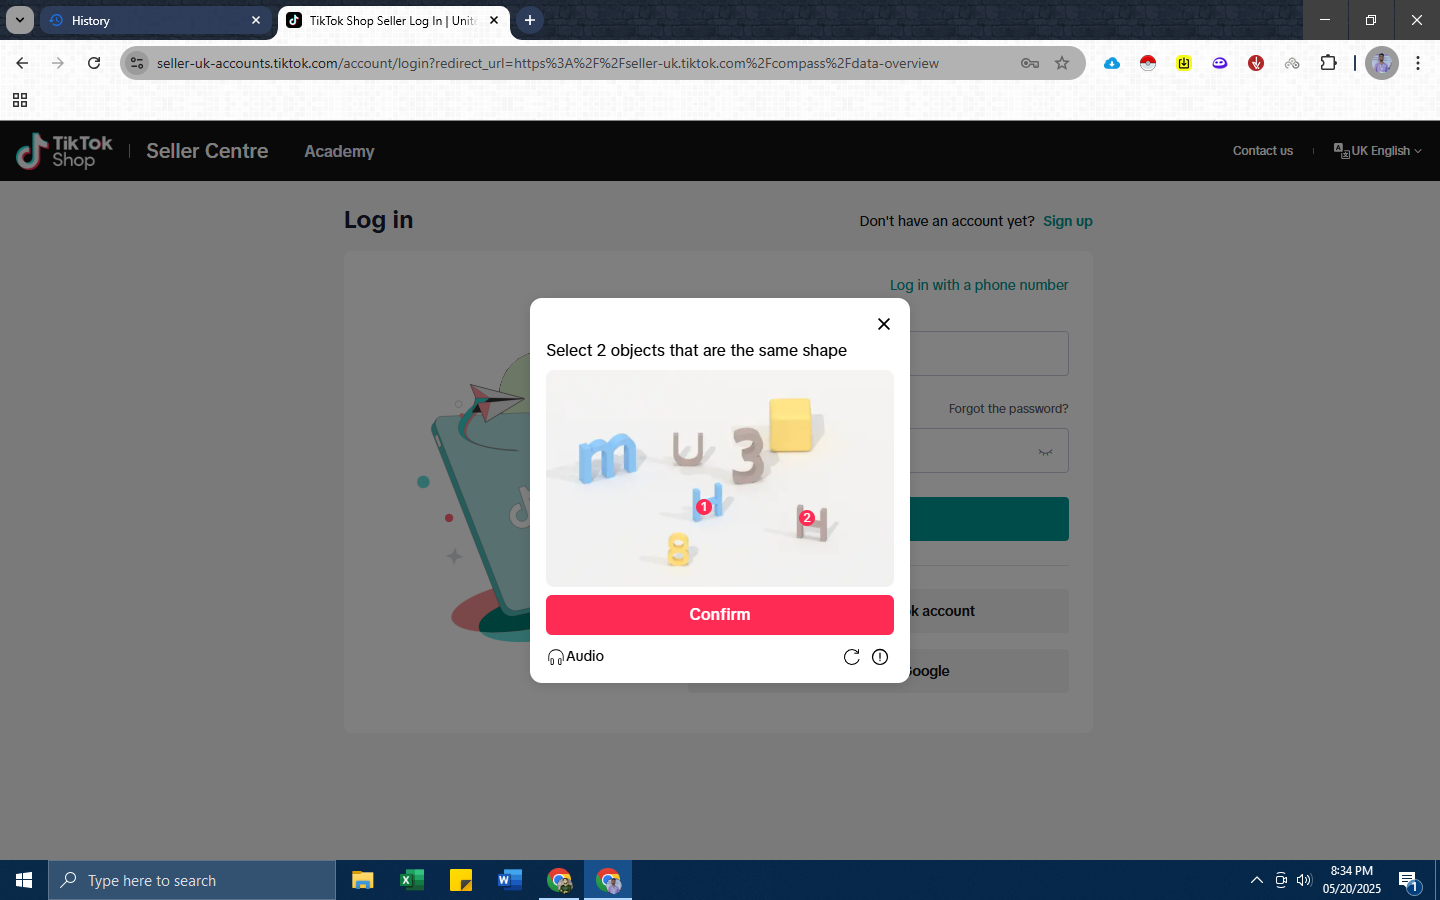 History
TikTok Shop Seller Log In | Unite
seller-uk-accounts.tiktok.com/account/login?redirect_url=https%3A%2F%2Fseller-uk.tiktok.com%2Fcompass%2Fdata-overview
TikTok
Shop
Seller Centre
Academy
Contact us
UK English
Log in
Don't have an account yet? Sign up
Log in with a phone number
Select 2 objects that are the same shape
m U 3
H
1
H
2
8
Forgot the password?
Confirm
Audio
k account
Google
Type here to search
8:34 PM
05/20/2025
1